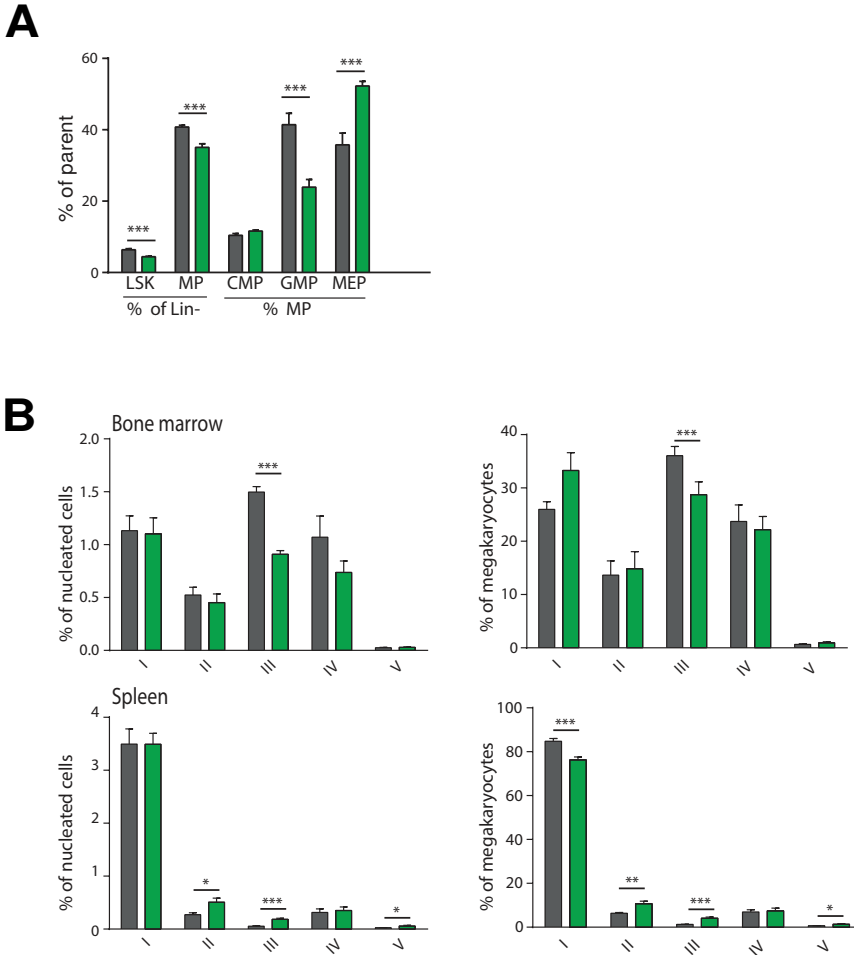 A
60
40
20
0
% of parent
***
***
***
***
LSK MP CMP GMP MEP
% of Lin- % MP
B
Bone marrow
2.0
1.5
1.0
0.5
0.0
% of nucleated cells
***
I II III IV V
40
30
20
10
0
% of megakaryocytes
***
I II III IV V
Spleen
4
3
2
1
0
% of nucleated cells
*
***
*
I II III IV V
100
80
60
40
20
0
% of megakaryocytes
***
**
***
*
I II III IV V